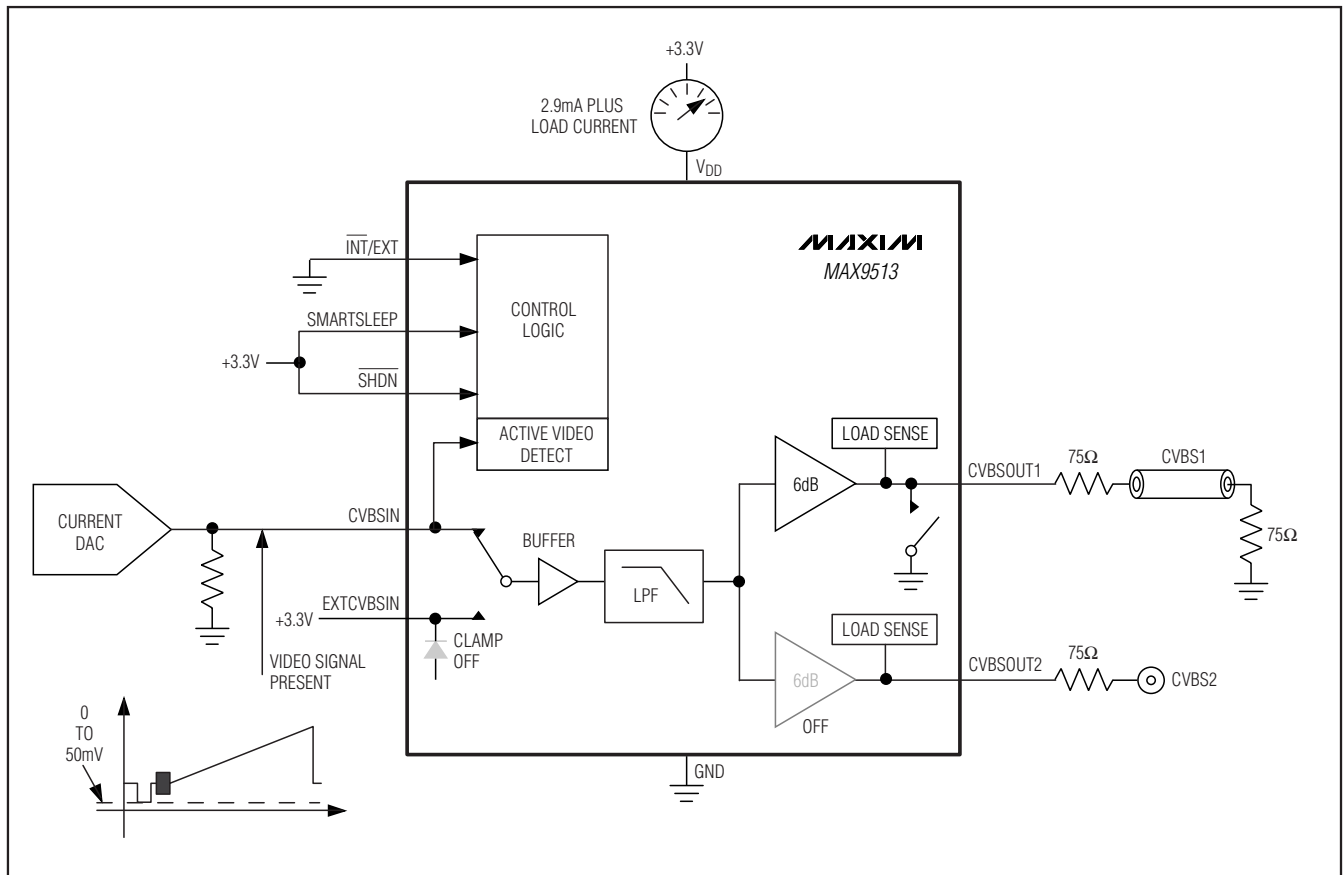 +3.3V
2.9mA PLUS
LOAD CURRENT
VDD
INT/EXT
MAXIM
MAX9513
CONTROL
LOGIC
SMARTSLEEP
+3.3V
SHDN
ACTIVE VIDEO
DETECT
LOAD SENSE
CVBSOUT1
75Ω
CVBS1
6dB
CURRENT
DAC
CVBSIN
BUFFER
75Ω
LPF
+3.3V
EXTCVBSIN
CLAMP
OFF
LOAD SENSE
VIDEO SIGNAL
PRESENT
CVBSOUT2
75Ω
CVBS2
6dB
OFF
0
TO
50mV
GND